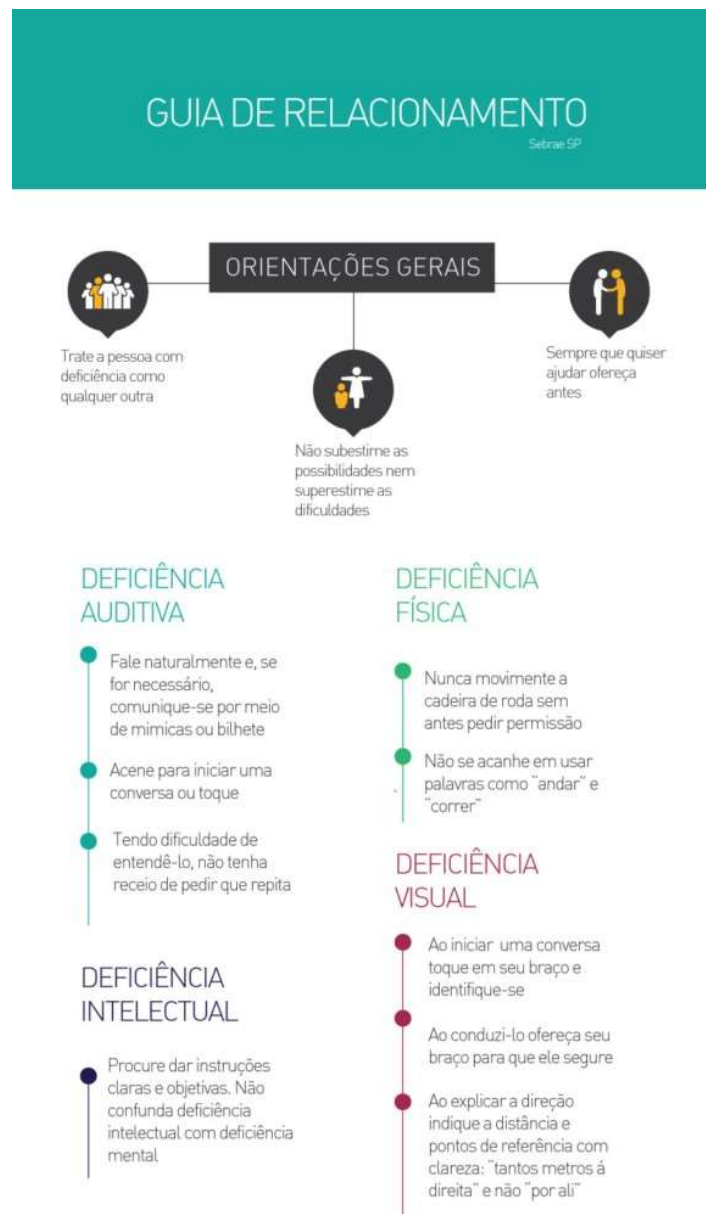 GUIA DE RELACIONAMENTO
Sebrae SP
ORIENTAÇÕES GERAIS
Trate a pessoa com
deficiência como
qualquer outra
Não subestime as
possibilidades nem
superestime as
dificuldades
Sempre que quiser
ajudar ofereça
antes
DEFICIÊNCIA
AUDITIVA
Fale naturalmente e, se
for necessário,
comunique-se por meio
de mimicas ou bilhete
Acene para iniciar uma
conversa ou toque
Tendo dificuldade de
entendê-lo, não tenha
receio de pedir que repita
DEFICIÊNCIA
INTELECTUAL
Procure dar instruções
claras e objetivas. Não
confunda deficiência
intelectual com deficiência
mental
DEFICIÊNCIA
FÍSICA
Nunca movimente a
cadeira de roda sem
antes pedir permissão
Não se acanhe em usar
palavras como "andar" e
"correr"
DEFICIÊNCIA
VISUAL
Ao iniciar uma conversa
toque em seu braço e
identifique-se
Ao conduzi-lo ofereça seu
braço para que ele segure
Ao explicar a direção
indique a distância e
pontos de referência com
clareza: "tantos metros á
direita" e não "por ali"